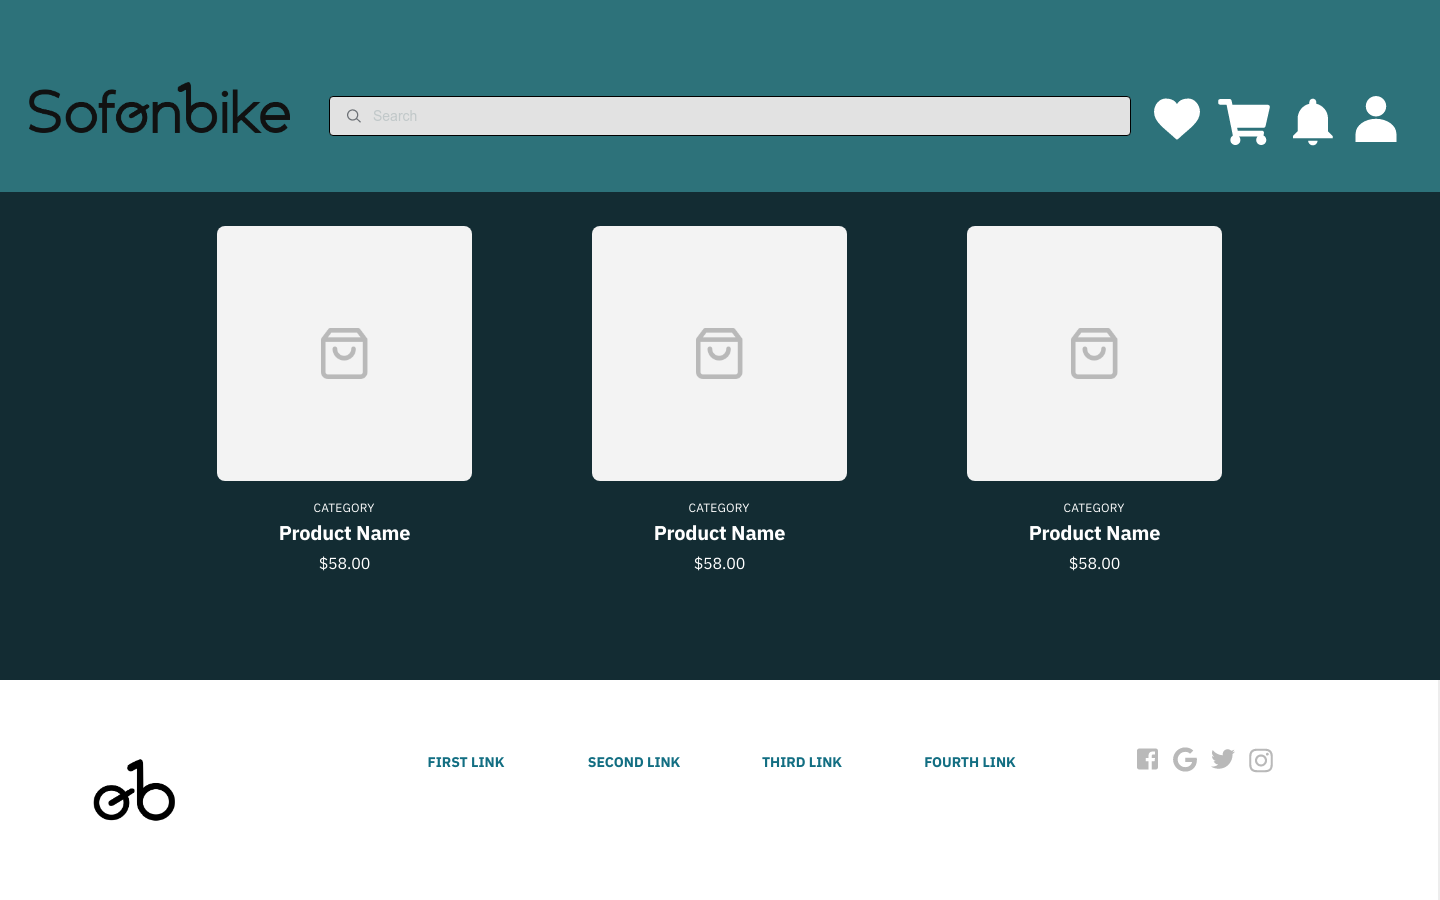 Sofonbike
Search
CATEGORY
Product Name
$58.00
CATEGORY
Product Name
$58.00
CATEGORY
Product Name
$58.00
FIRST LINK
SECOND LINK
THIRD LINK
FOURTH LINK